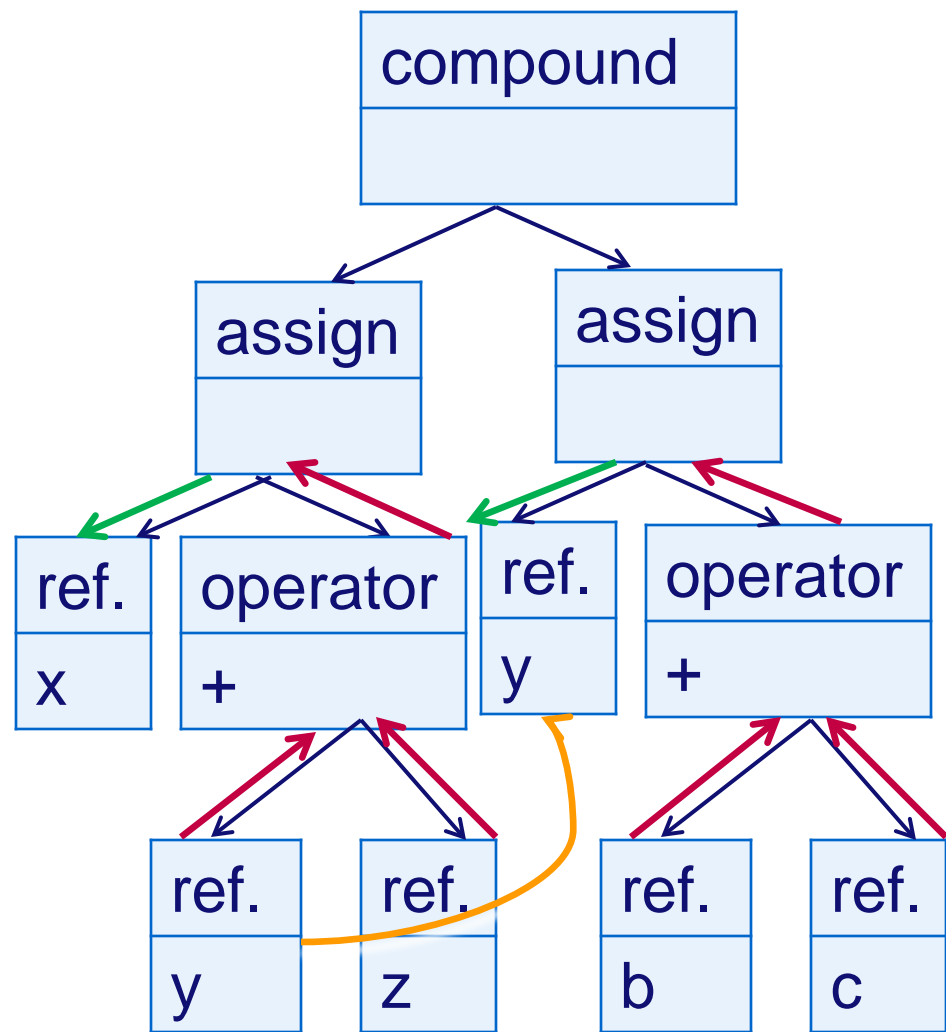 compound
assign
assign
ref.
x
operator
+
ref.
y
operator
+
ref.
y
ref.
z
ref.
b
ref.
c